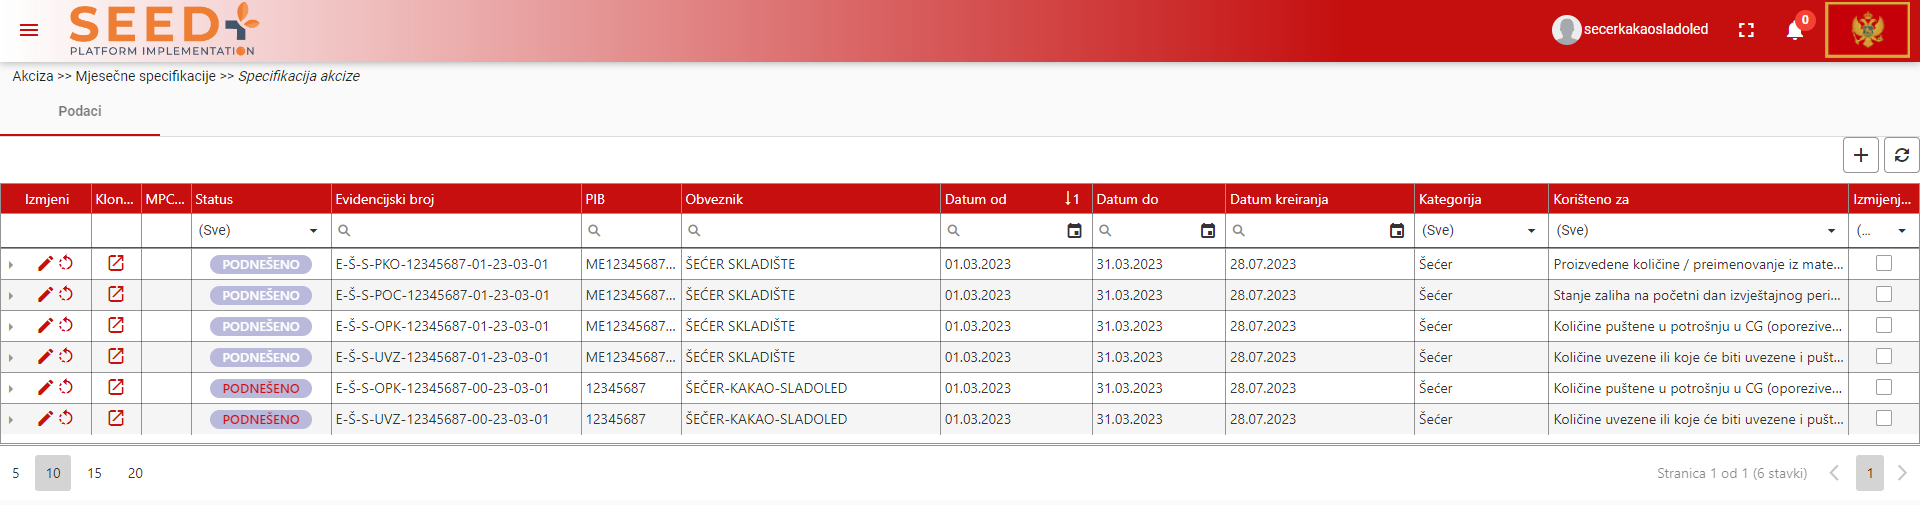 SEED
PLATFORM IMPLEMENTATION
secerkakaosladoled
0
Akciza >> Mjesečne specifikacije >> Specifikacija akcize
Podaci
Izmjeni Klon... MPC... Status Evidencijski broj PIB Obveznik Datum od 1 Datum do Datum kreiranja Kategorija Korišteno za Izmijenj...
(Sve) (Sve) (Sve) (...
PODNEŠENO E-Š-S-PKO-12345687-01-23-03-01 ME12345687... ŠEĆER SKLADIŠTE 01.03.2023 31.03.2023 28.07.2023 Šećer Proizvedene količine / preimenovanje iz mate...
PODNEŠENO E-Š-S-POC-12345687-01-23-03-01 ME12345687... ŠEĆER SKLADIŠTE 01.03.2023 31.03.2023 28.07.2023 Šećer Stanje zaliha na početni dan izvještajnog peri...
PODNEŠENO E-Š-S-OPK-12345687-01-23-03-01 ME12345687... ŠEĆER SKLADIŠTE 01.03.2023 31.03.2023 28.07.2023 Šećer Količine puštene u potrošnju u CG (oporezive...
PODNEŠENO E-Š-S-UVZ-12345687-01-23-03-01 ME12345687... ŠEĆER SKLADIŠTE 01.03.2023 31.03.2023 28.07.2023 Šećer Količine uvezene ili koje će biti uvezene i pušt...
PODNEŠENO E-Š-S-OPK-12345687-00-23-03-01 12345687 ŠEČER-KAKAO-SLADOLED 01.03.2023 31.03.2023 28.07.2023 Šećer Količine puštene u potrošnju u CG (oporezive...
PODNEŠENO E-Š-S-UVZ-12345687-00-23-03-01 12345687 ŠEČER-KAKAO-SLADOLED 01.03.2023 31.03.2023 28.07.2023 Šećer Količine uvezene ili koje će biti uvezene i pušt...
5 10 15 20 Stranica 1 od 1 (6 stavki) 1